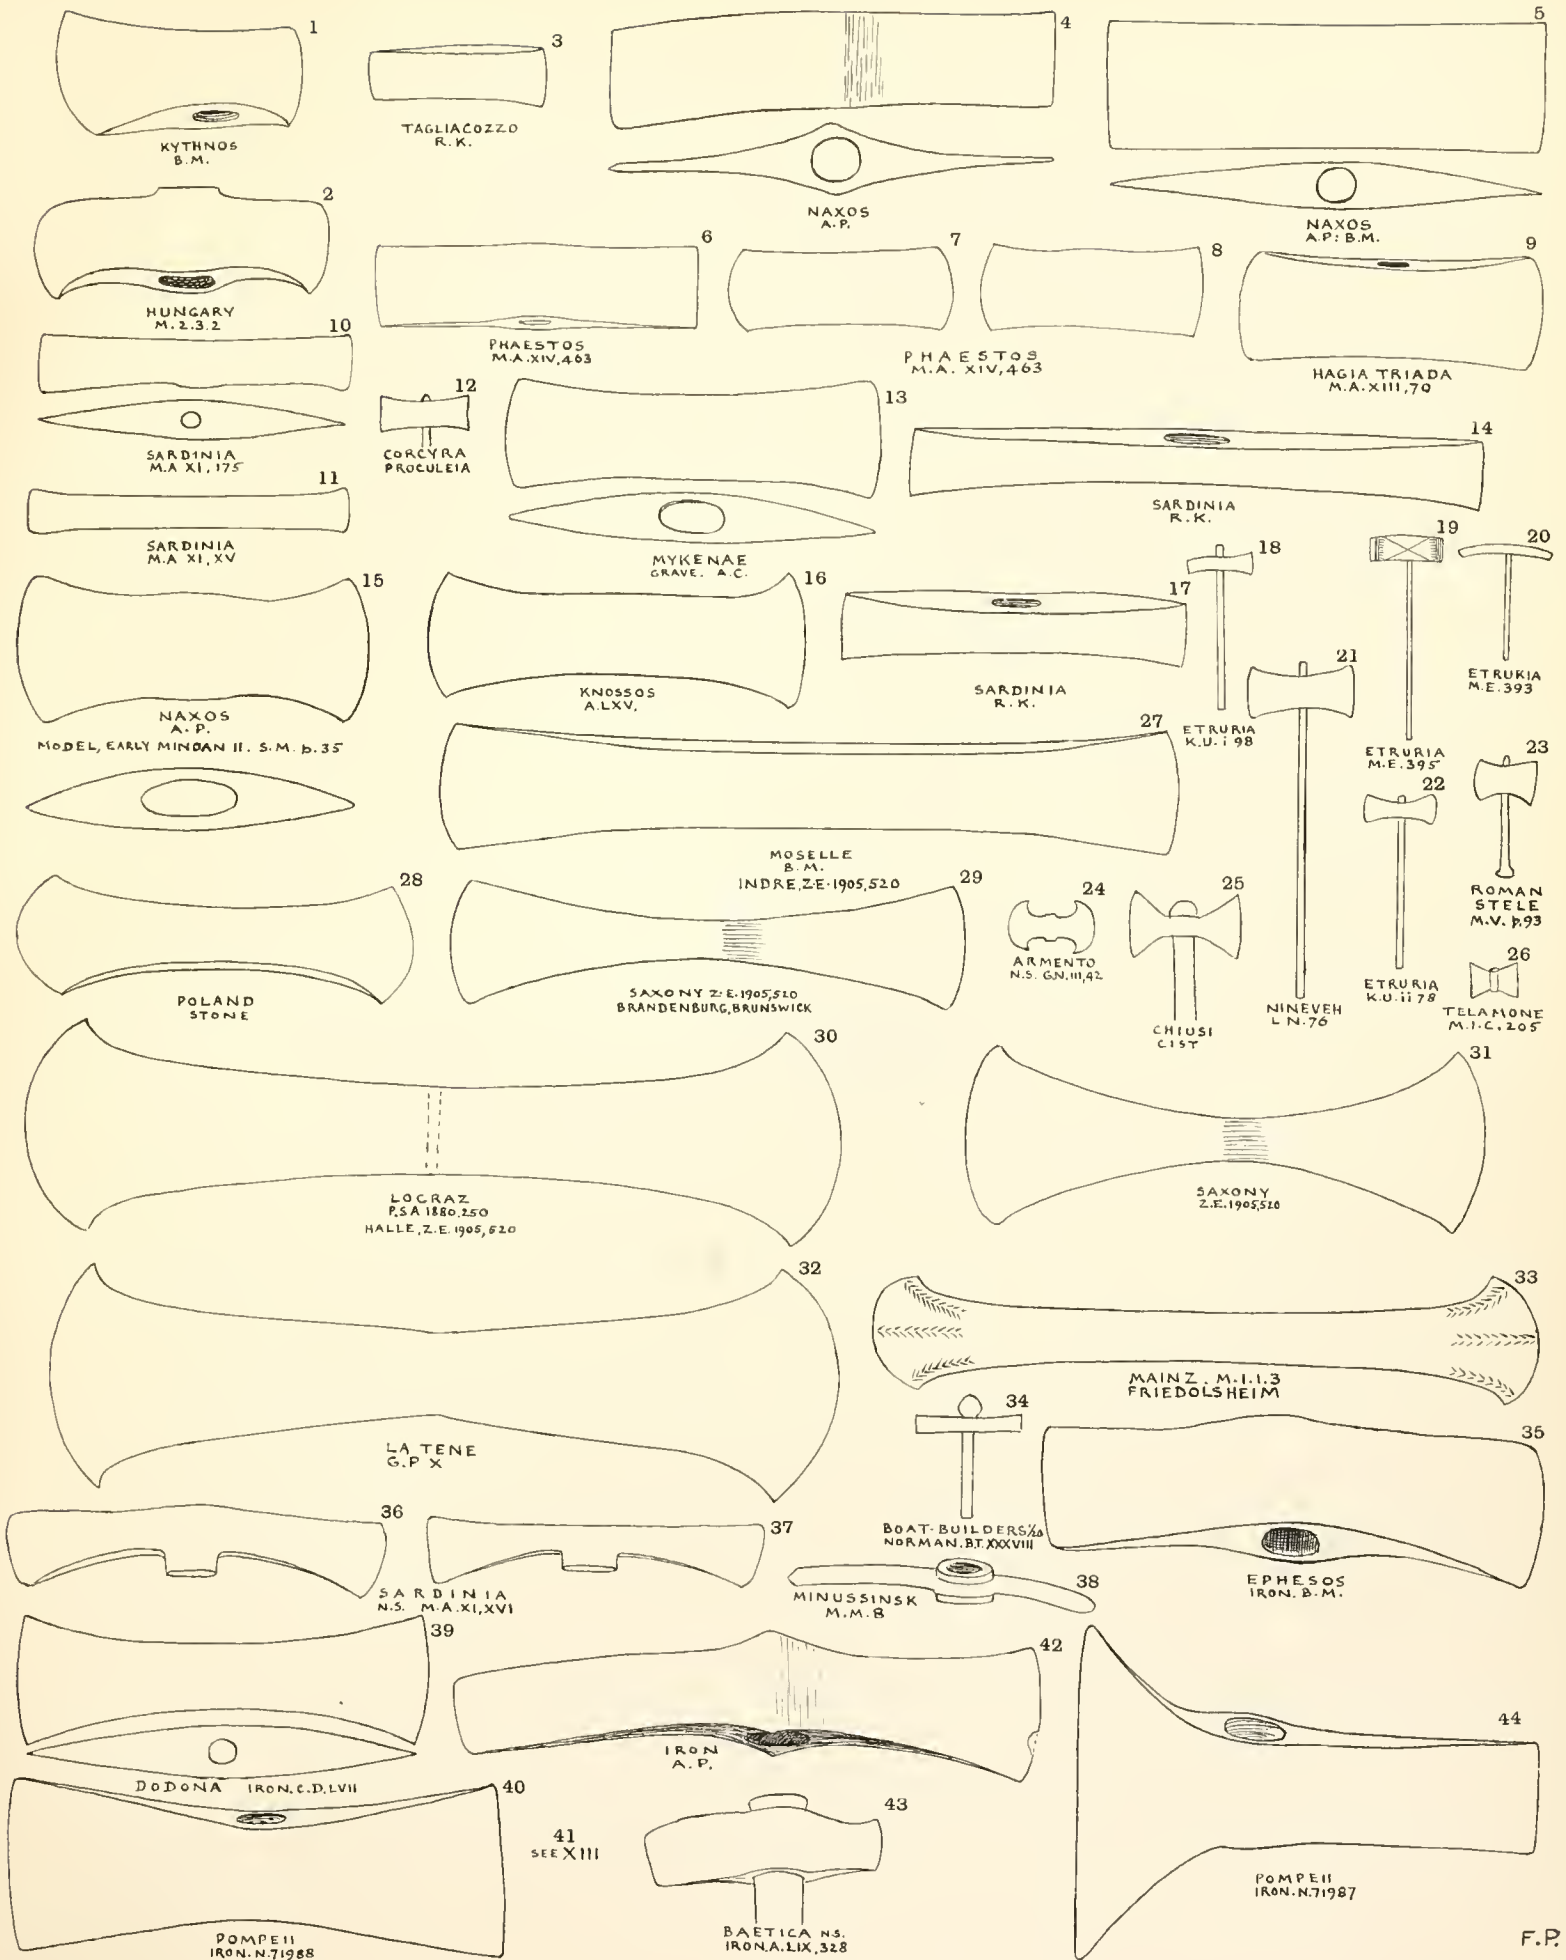 1
KYTHNOS
B.M.
3
TAGLIACOZZO
R.K.
4
NAXOS
A.P.
5
NAXOS
A.P: B.M.
2
HUNGARY
M.2.3.2
6
PHAESTOS
M.A.XIV,463
7
8
PHAESTOS
M.A. XIV,463
9
HAGIA TRIADA
M.A.XIII,70
10
SARDINIA
M.A XI,175
12
CORCYRA
PROCULEIA
13
MYKENAE
GRAVE. A.C.
14
SARDINIA
R.K.
11
SARDINIA
M.A XI,XV
15
NAXOS
A.P.
MODEL, EARLY MINOAN II. S.M. p.35
16
KNOSSOS
A.LXV.
17
SARDINIA
R.K.
18
ETRURIA
K.U. i 98
19
ETRURIA
M.E.395
20
ETRUKIA
M.E.393
21
NINEVEH
L N.76
22
ETRURIA
K.U. ii 78
23
ROMAN
STELE
M.V. p.93
27
MOSELLE
B.M.
INDRE, Z.E. 1905,520
28
POLAND
STONE
29
SAXONY Z.E.1905,520
BRANDENBURG, BRUNSWICK
24
ARMENTO
N.S. G.N.III,42
25
CHIUSI
CIST
26
TELAMONE
M.I.C.205
30
LOCRAZ
P.S.A 1880.250
HALLE, Z.E. 1905,520
31
SAXONY
Z.E.1905,520
32
LA TENE
G.P X
33
MAINZ. M.I.1.3
FRIEDOLSHEIM
34
BOAT-BUILDERS 1/20
NORMAN. B.T. XXXVIII
35
EPHESOS
IRON. B.M.
36
37
SARDINIA
N.S. M.A.XI,XVI
38
MINUSSINSK
M.M.8
39
DODONA IRON.C.D.LVII
42
IRON
A.P.
44
POMPEII
IRON.N.71987
40
POMPEII
IRON.N.71988
41
SEE XIII
43
BAETICA N.S.
IRON.A.LIX,328
F.P.